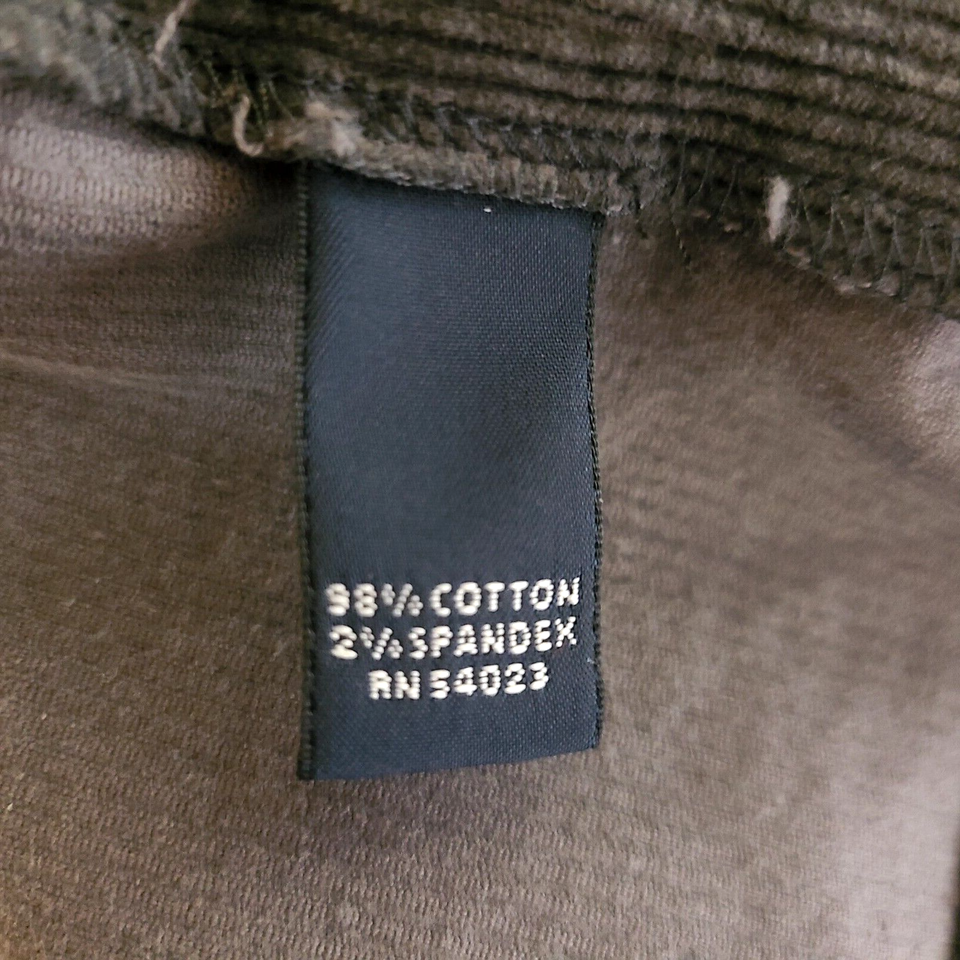 98% COTTON
2% SPANDEX
RN 54023